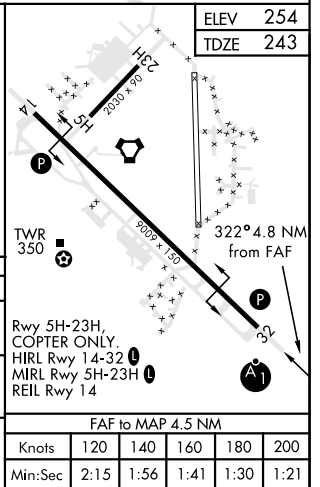 ELEV 254
TDZE 243
23H
2030 x 90
5H
14
P
9009 x 150
TWR
350
322° 4.8 NM
from FAF
P
32
A1
Rwy 5H-23H,
COPTER ONLY.
HIRL Rwy 14-32 L
MIRL Rwy 5H-23H L
REIL Rwy 14
FAF to MAP 4.5 NM
Knots 120 140 160 180 200
Min:Sec 2:15 1:56 1:41 1:30 1:21